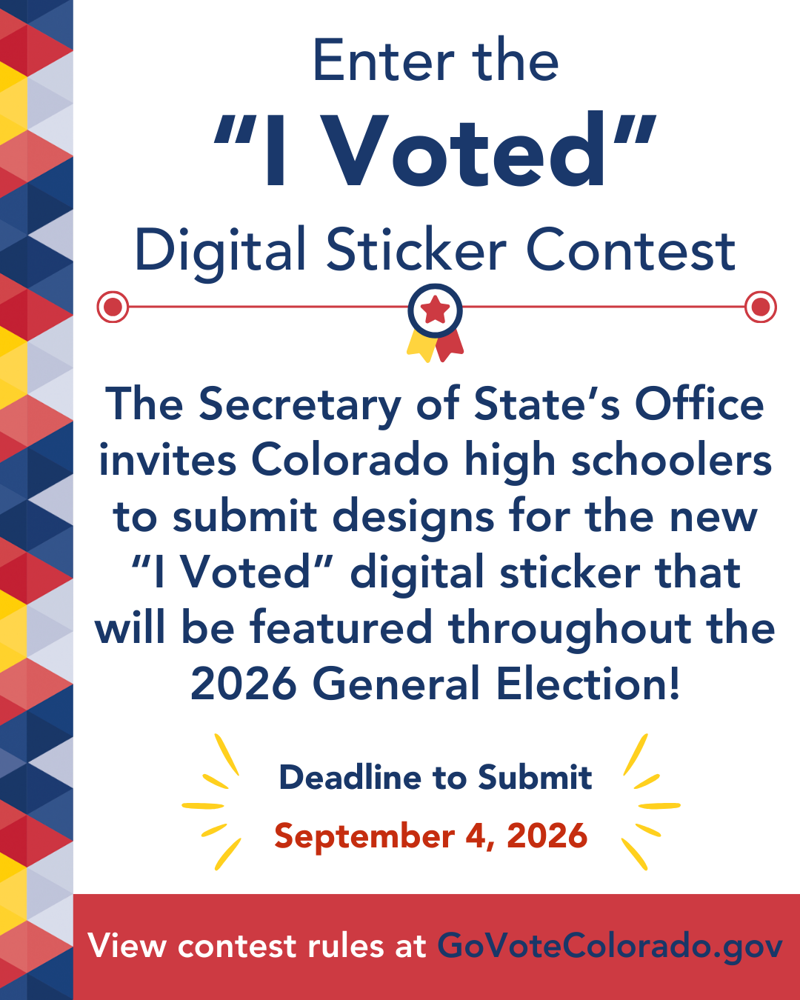 Enter the
“I Voted”
Digital Sticker Contest
The Secretary of State’s Office
invites Colorado high schoolers
to submit designs for the new
“I Voted” digital sticker that
will be featured throughout the
2026 General Election!
Deadline to Submit
September 4, 2026
View contest rules at GoVoteColorado.gov